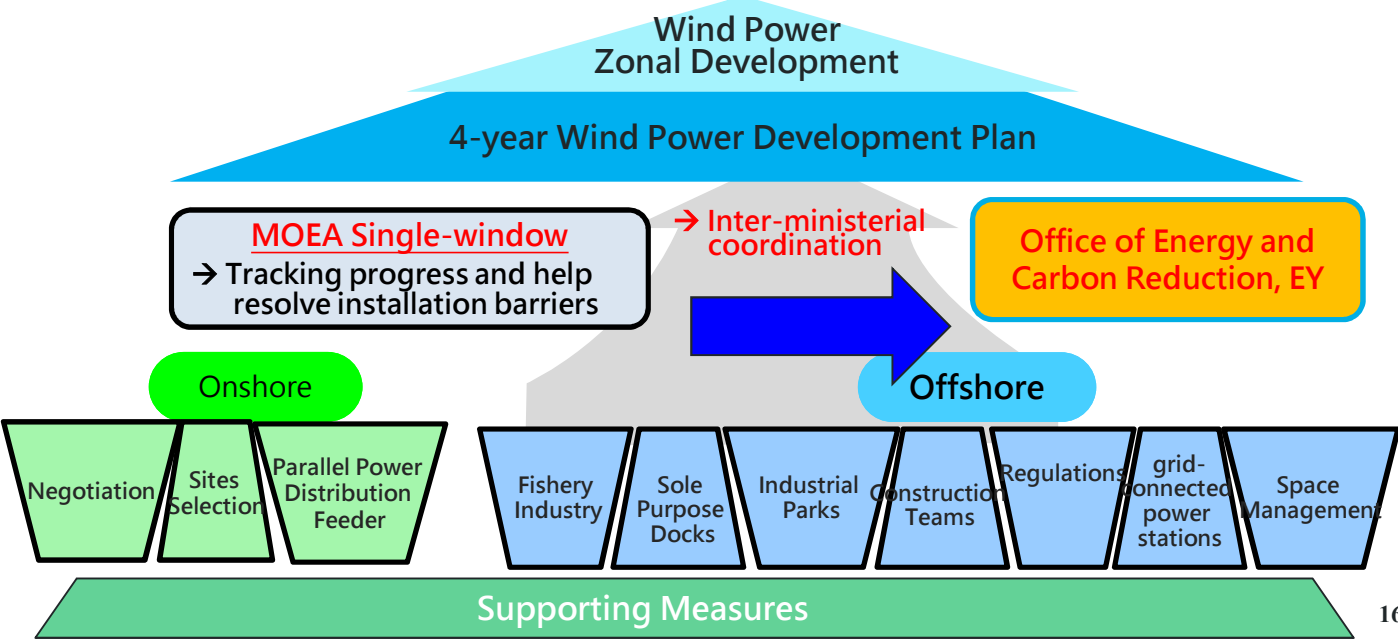 Wind Power
Zonal Development
4-year Wind Power Development Plan
MOEA Single-window
→ Tracking progress and help
resolve installation barriers
→ Inter-ministerial
coordination
Office of Energy and
Carbon Reduction, EY
Onshore
Offshore
Negotiation
Sites
Selection
Parallel Power
Distribution
Feeder
Fishery
Industry
Sole
Purpose
Docks
Industrial
Parks
Construction
Teams
Regulations
grid-
connected
power
stations
Space
Management
Supporting Measures
16